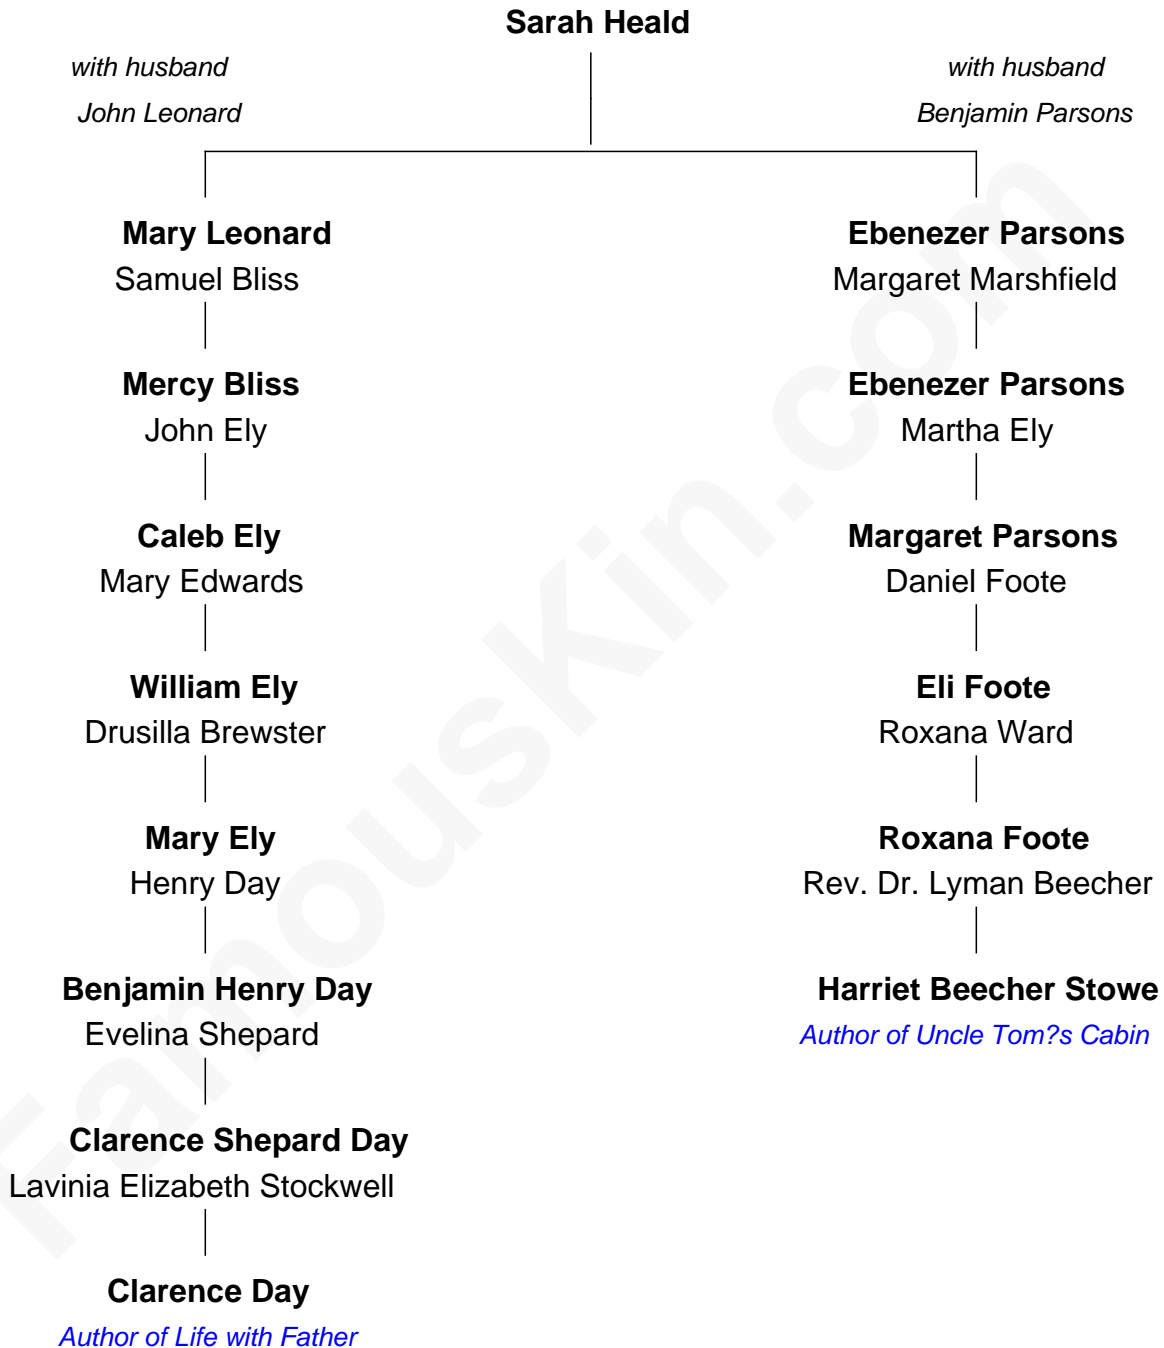 Sarah Heald
with husband
John Leonard
with husband
Benjamin Parsons
Mary Leonard
Samuel Bliss
Mercy Bliss
John Ely
Caleb Ely
Mary Edwards
William Ely
Drusilla Brewster
Mary Ely
Henry Day
Benjamin Henry Day
Evelina Shepard
Clarence Shepard Day
Lavinia Elizabeth Stockwell
Clarence Day
Author of Life with Father
Ebenezer Parsons
Margaret Marshfield
Ebenezer Parsons
Martha Ely
Margaret Parsons
Daniel Foote
Eli Foote
Roxana Ward
Roxana Foote
Rev. Dr. Lyman Beecher
Harriet Beecher Stowe
Author of Uncle Tom?s Cabin
FamousKin.com